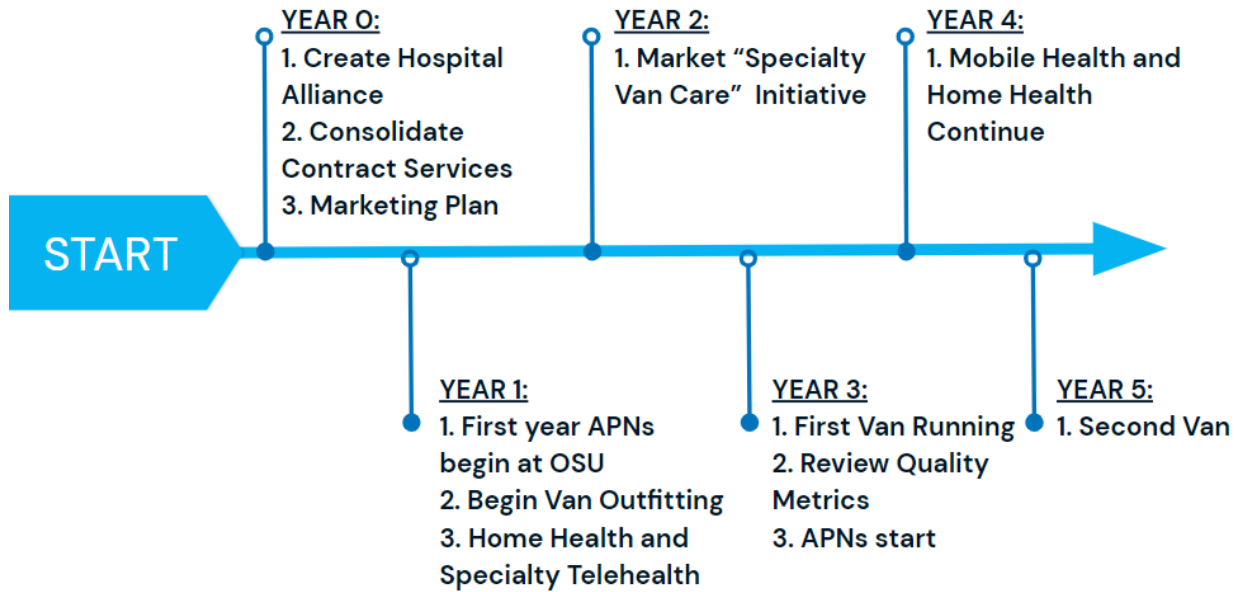 START
YEAR 0:
1. Create Hospital
Alliance
2. Consolidate
Contract Services
3. Marketing Plan
YEAR 1:
1. First year APNs
begin at OSU
2. Begin Van Outfitting
3. Home Health and
Specialty Telehealth
YEAR 2:
1. Market “Specialty
Van Care” Initiative
YEAR 3:
1. First Van Running
2. Review Quality
Metrics
3. APNs start
YEAR 4:
1. Mobile Health and
Home Health
Continue
YEAR 5:
1. Second Van